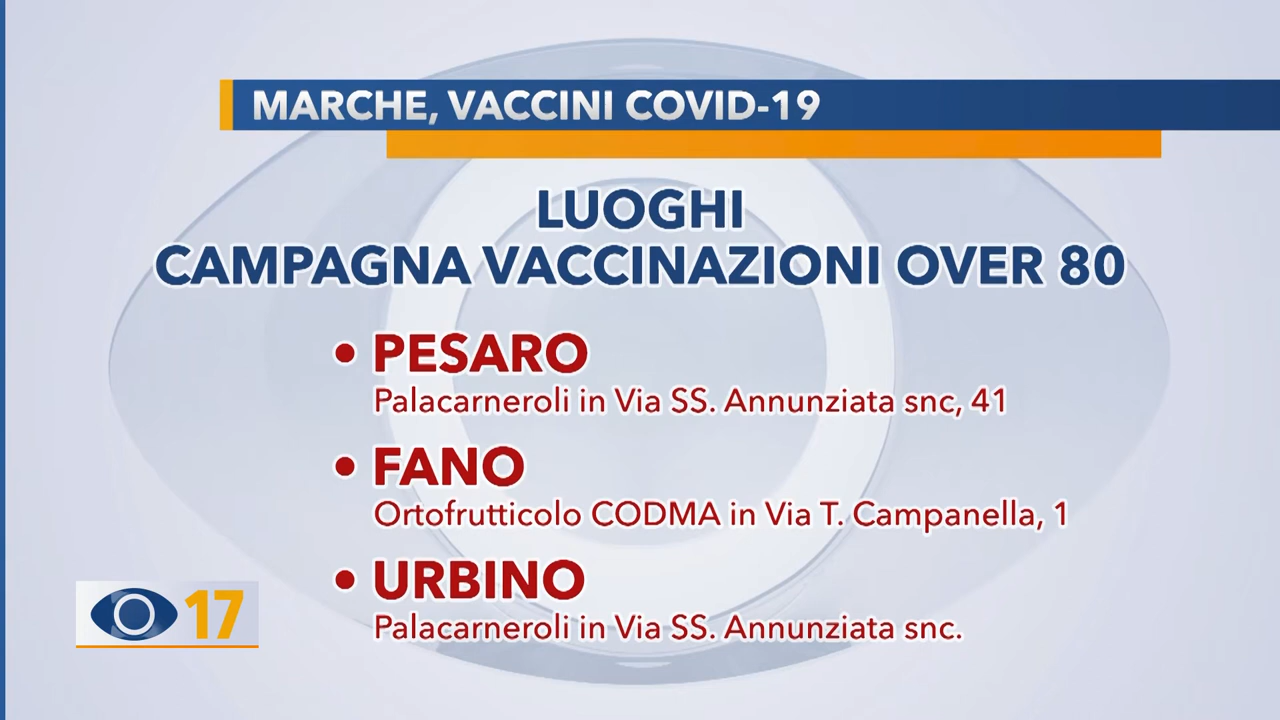 MARCHE, VACCINI COVID-19
LUOGHI
CAMPAGNA VACCINAZIONI OVER 80
• PESARO
Palacarneroli in Via SS. Annunziata snc, 41
• FANO
Ortofrutticolo CODMA in Via T. Campanella, 1
• URBINO
Palacarneroli in Via SS. Annunziata snc.
17